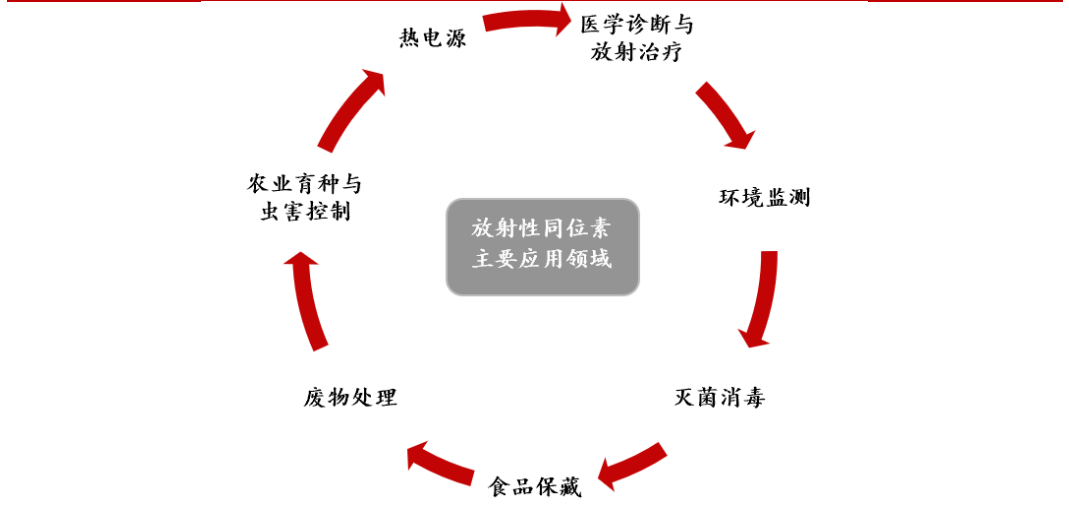 热电源
医学诊断与
放射治疗
环境监测
灭菌消毒
食品保藏
废物处理
农业育种与
虫害控制
放射性同位素
主要应用领域